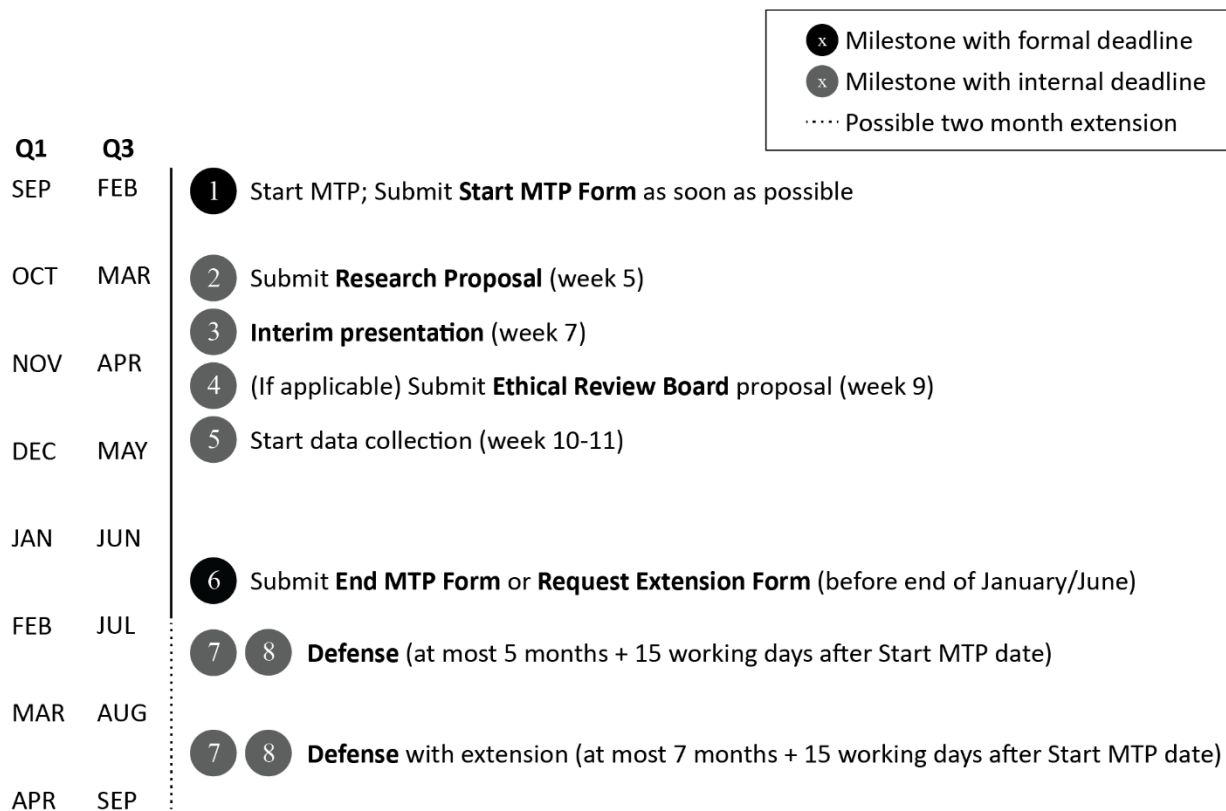 x Milestone with formal deadline
x Milestone with internal deadline
Possible two month extension
Q1 Q3
SEP FEB 1 Start MTP; Submit Start MTP Form as soon as possible
OCT MAR 2 Submit Research Proposal (week 5)
3 Interim presentation (week 7)
NOV APR
4 (If applicable) Submit Ethical Review Board proposal (week 9)
5 Start data collection (week 10-11)
DEC MAY
JAN JUN
6 Submit End MTP Form or Request Extension Form (before end of January/June)
FEB JUL
7 8 Defense (at most 5 months + 15 working days after Start MTP date)
MAR AUG
7 8 Defense with extension (at most 7 months + 15 working days after Start MTP date)
APR SEP